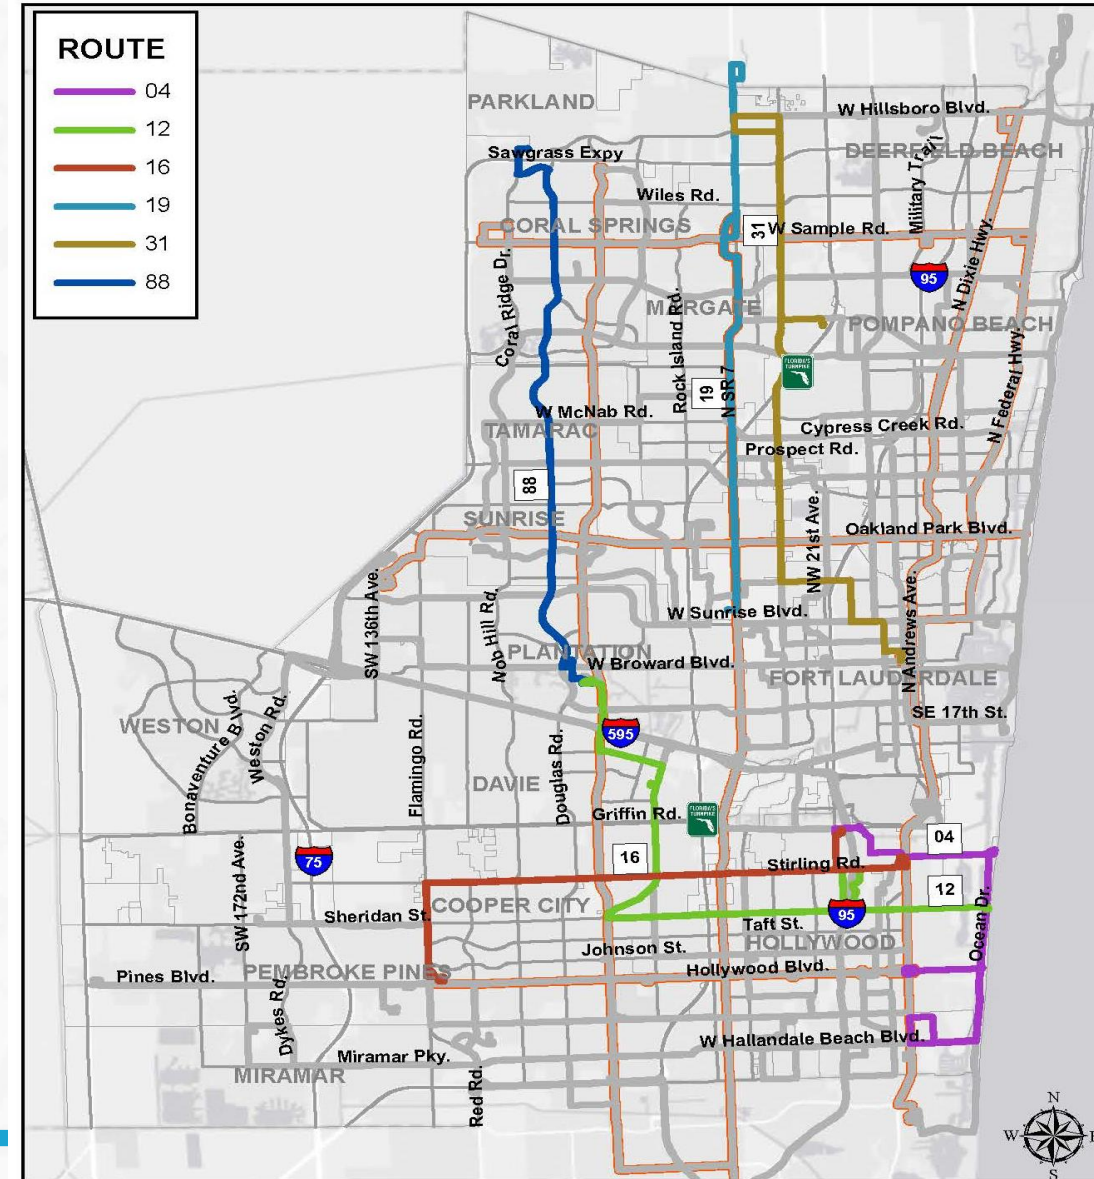 ROUTE
04
12
16
19
31
88
PARKLAND
W Hillsboro Blvd.
DEERFIELD BEACH
Sawgrass Expy
Military Trail
Wiles Rd.
CORAL SPRINGS
31
W Sample Rd.
95
N Dixie Hwy.
Coral Ridge Dr.
MARGATE
Rock Island Rd.
POMPANO BEACH
FLORIDA'S
TURNPIKE
19
N SR 7
N Federal Hwy.
W McNab Rd.
TAMARAC
Cypress Creek Rd.
Prospect Rd.
88
SUNRISE
NW 21st Ave.
Oakland Park Blvd.
SW 136th Ave.
Nob Hill Rd.
W Sunrise Blvd.
N Andrews Ave.
PLANTATION
W Broward Blvd.
FORT LAUDERDALE
WESTON
Bonaventure Blvd.
Weston Rd.
SE 17th St.
595
Flamingo Rd.
DAVIE
Douglas Rd.
Griffin Rd.
FLORIDA'S
TURNPIKE
04
75
16
Stirling Rd.
SW 172nd Ave.
12
COOPER CITY
Sheridan St.
95
Taft St.
Ocean Dr.
Johnson St.
HOLLYWOOD
Hollywood Blvd.
Pines Blvd.
PEMBROKE PINES
Dykes Rd.
W Hallandale Beach Blvd.
Miramar Pky.
MIRAMAR
Red Rd.
N
W
E
S